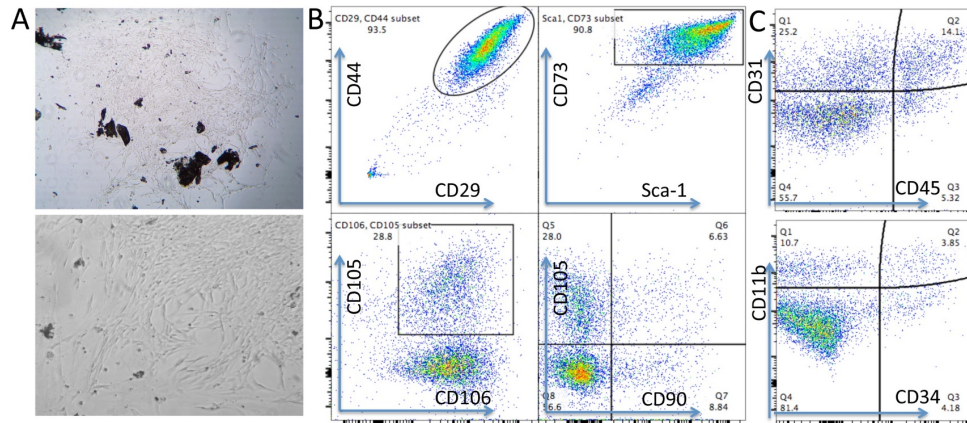 A
B
CD29, CD44 subset
93.5
CD44
CD29
Sca1, CD73 subset
90.8
CD73
Sca-1
CD106, CD105 subset
28.8
CD105
CD106
Q5
28.0
Q6
6.63
CD105
Q8
56.6
CD90
Q7
8.84
C
Q1
25.2
Q2
14.1
CD31
Q4
55.7
CD45
Q3
5.32
Q1
10.7
Q2
3.85
CD11b
Q4
81.4
CD34
Q3
4.18